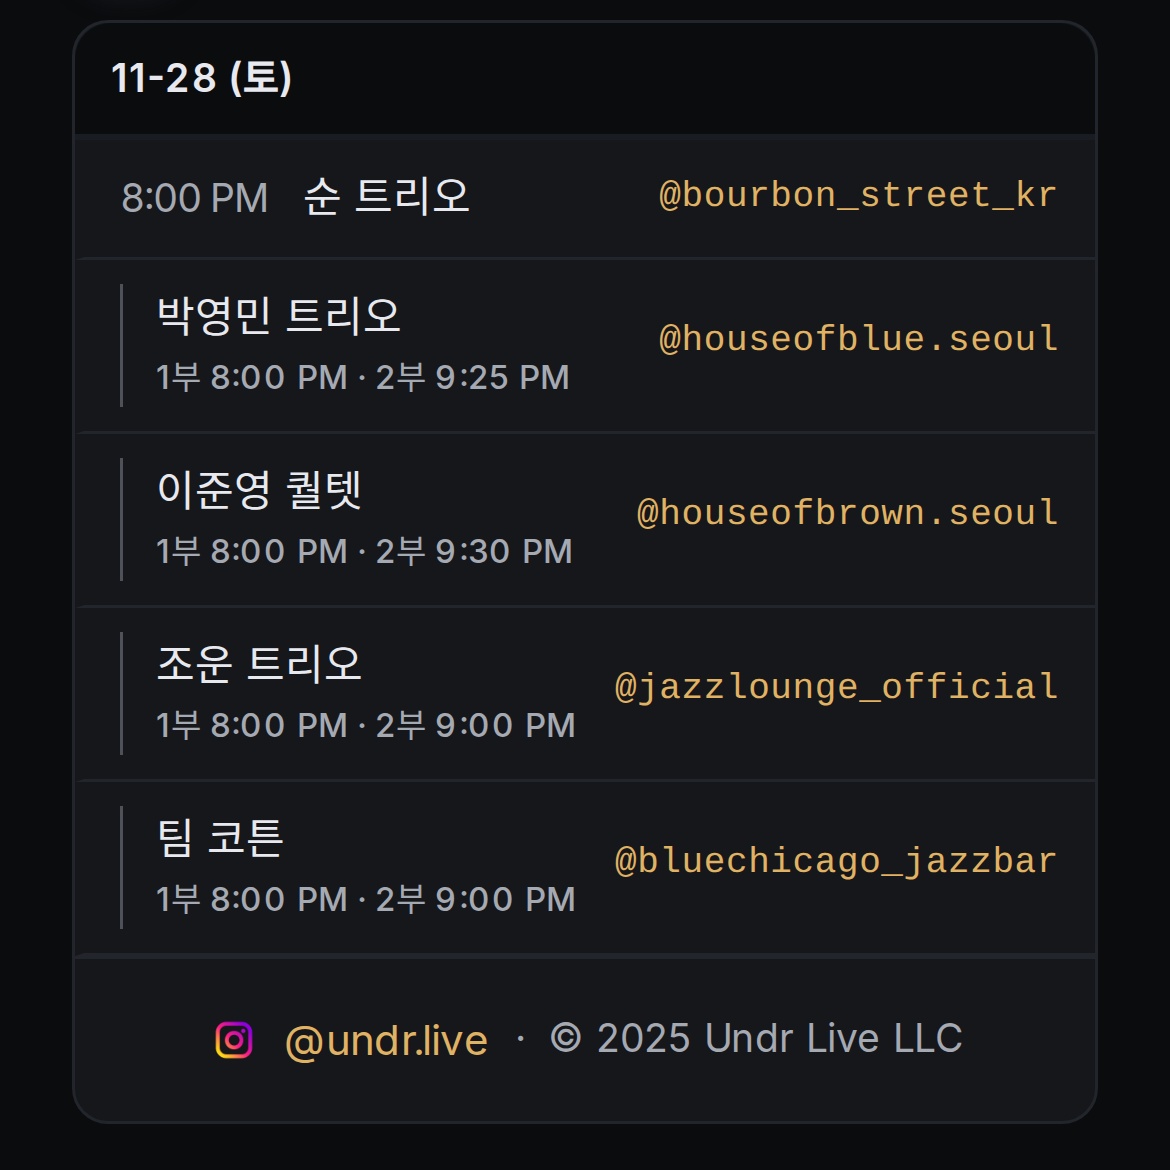 11-28 (토)
8:00 PM 순 트리오 @bourbon_street_kr
박영민 트리오
1부 8:00 PM · 2부 9:25 PM
@houseofblue.seoul
이준영 퀄텟
1부 8:00 PM · 2부 9:30 PM
@houseofbrown.seoul
조운 트리오
1부 8:00 PM · 2부 9:00 PM
@jazzlounge_official
팀 코튼
1부 8:00 PM · 2부 9:00 PM
@bluechicago_jazzbar
@undr.live · © 2025 Undr Live LLC